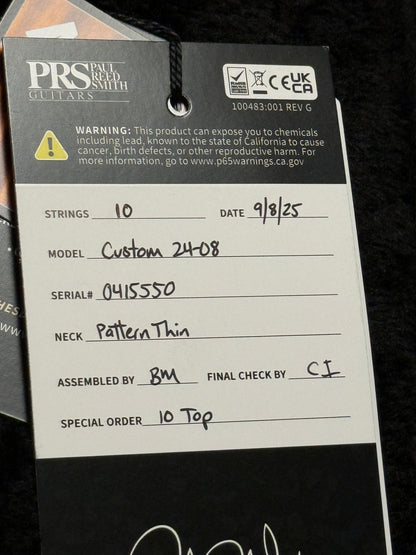 PRS PAUL REED SMITH
GUITARS
CE UK CA
100483:001 REV G
WARNING: This product can expose you to chemicals
including lead, known to the state of California to cause
cancer, birth defects, or other reproductive harm. For
more information, go to www.p65warnings.ca.gov
STRINGS 10 DATE 9/8/25
MODEL Custom 24-08
SERIAL# 0415550
NECK Pattern Thin
ASSEMBLED BY BM FINAL CHECK BY CI
SPECIAL ORDER 10 Top